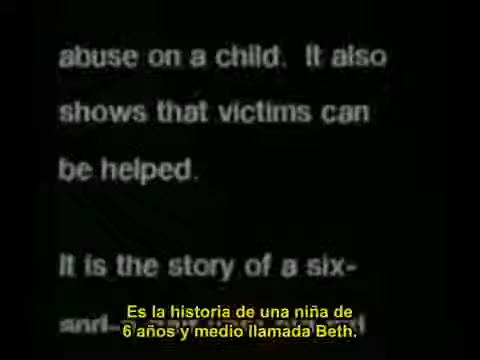 abuse on a child. It also
shows that victims can
be helped.
It is the story of a six-
Es la historia de una niña de
6 años y medio llamada Beth.